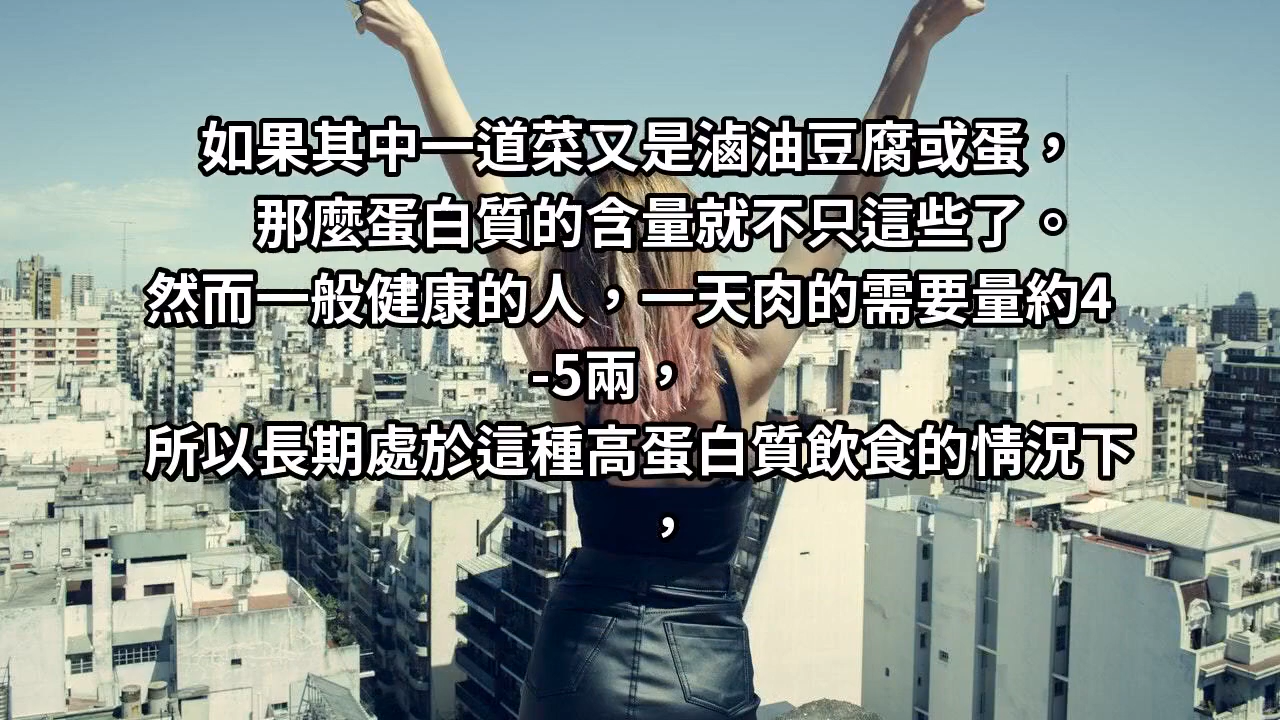 如果其中一道菜又是滷油豆腐或蛋，
那麼蛋白質的含量就不只這些了。
然而一般健康的人，一天肉的需要量約4
-5兩，
所以長期處於這種高蛋白質飲食的情況下
，